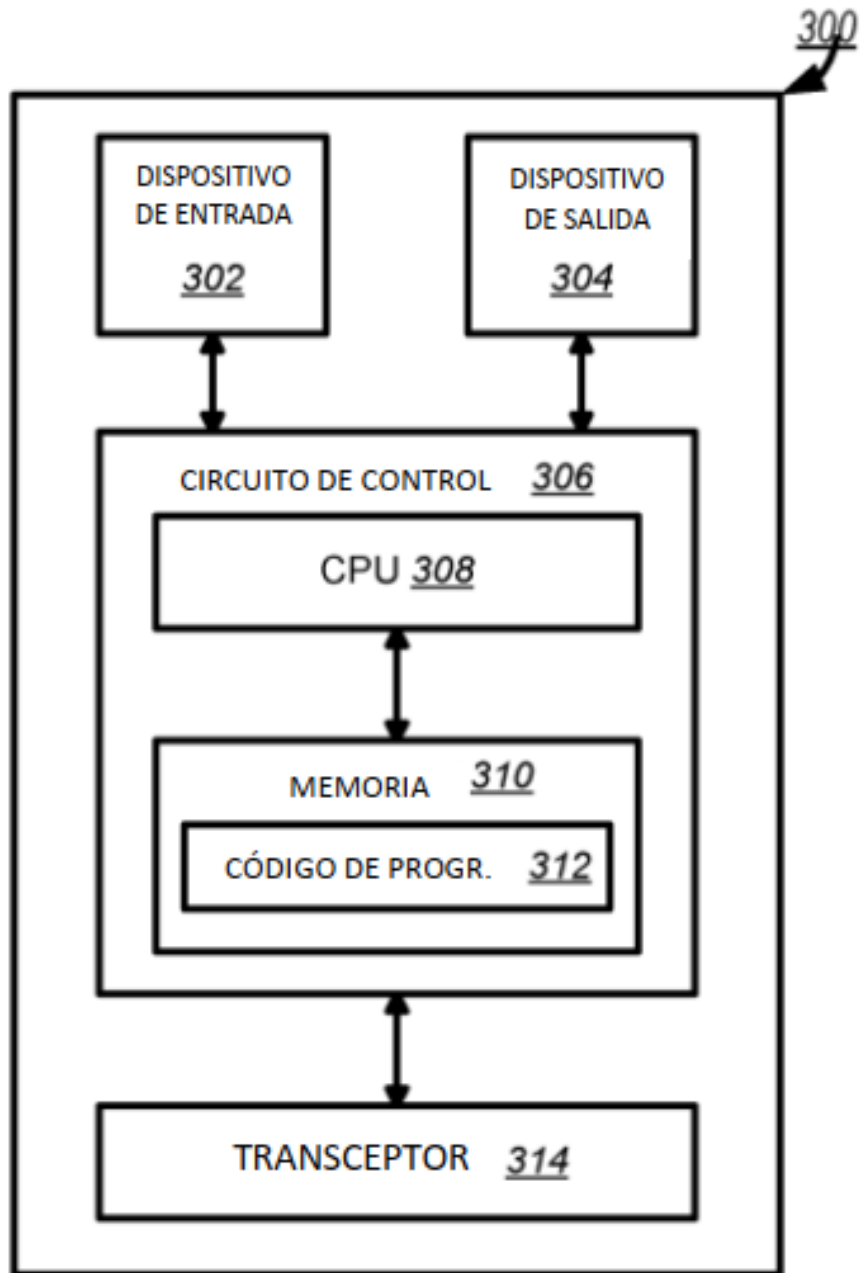 300
DISPOSITIVO
DE ENTRADA
302
DISPOSITIVO
DE SALIDA
304
CIRCUITO DE CONTROL 306
CPU 308
MEMORIA 310
CÓDIGO DE PROGR. 312
TRANSCEPTOR 314